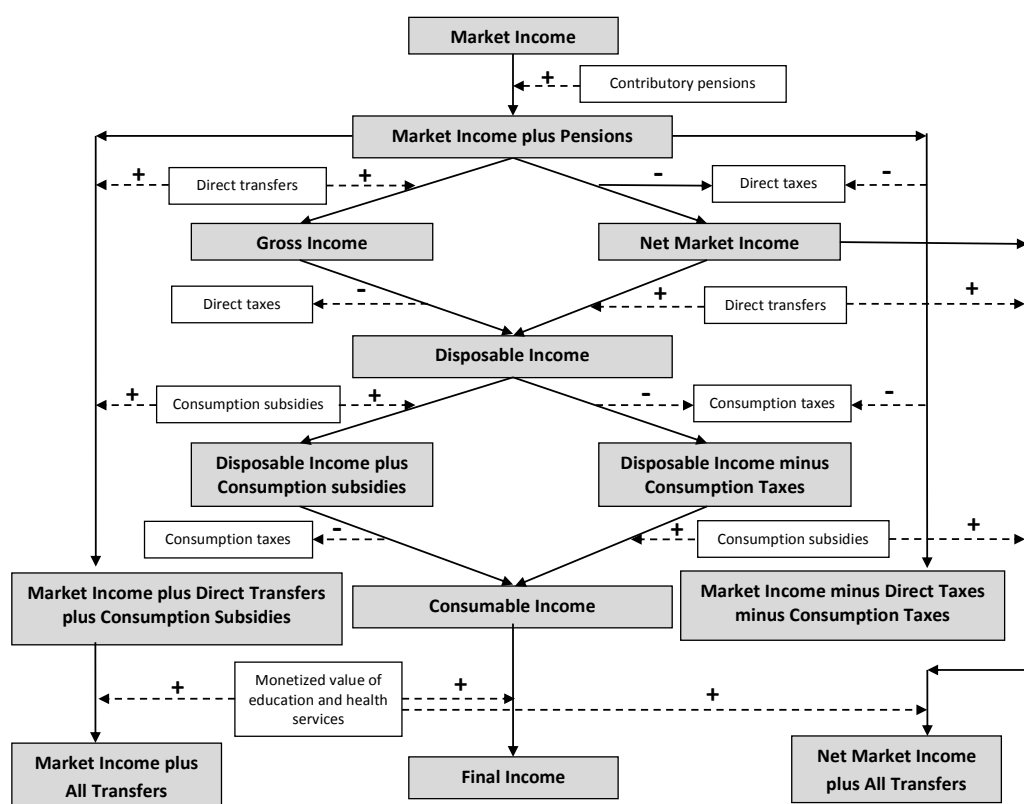 Market Income
+
Contributory pensions
Market Income plus Pensions
+
Direct transfers
+
-
Direct taxes
-
Gross Income
Net Market Income
Direct taxes
-
+
Direct transfers
+
Disposable Income
+
Consumption subsidies
+
-
Consumption taxes
-
Disposable Income plus
Consumption subsidies
Disposable Income minus
Consumption Taxes
Consumption taxes
-
+
Consumption subsidies
+
Market Income plus Direct Transfers
plus Consumption Subsidies
Consumable Income
Market Income minus Direct Taxes
minus Consumption Taxes
+
Monetized value of
education and health
services
+
+
Market Income plus
All Transfers
Final Income
Net Market Income
plus All Transfers